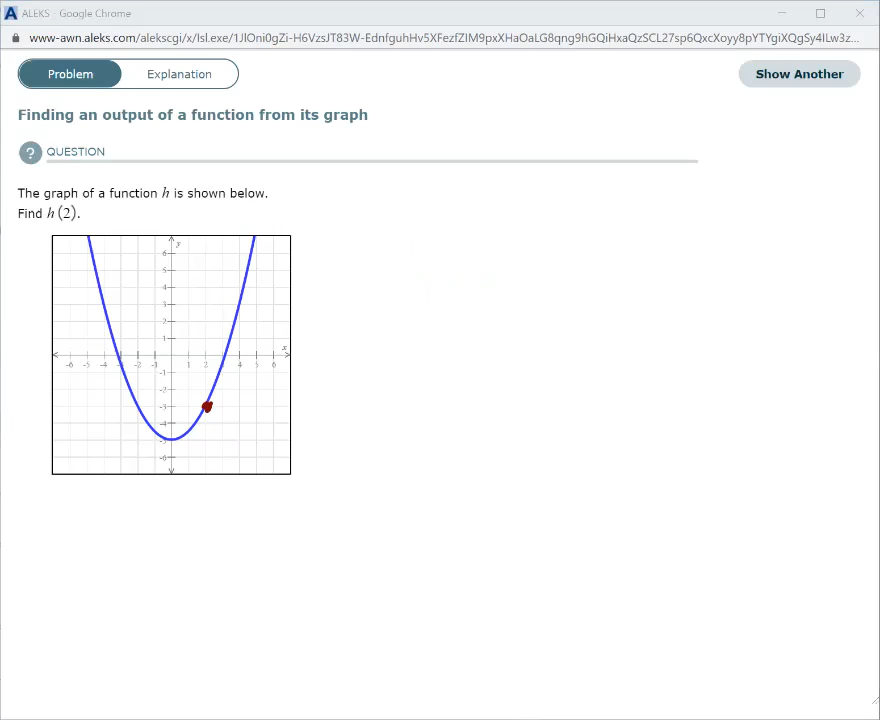 ALEKS - Google Chrome
www-awn.aleks.com/alekscgi/x/Isl.exe/1JlOni0gZi-H6VzsJT83W-EdnfguhHv5XFezfZIM9pxXHaOaLG8qng9hGQiHxaQzSCL27sp6QxcXoyy8pYTYgiXQgSy4ILw3z...
Problem
Explanation
Show Another
Finding an output of a function from its graph
? QUESTION
The graph of a function h is shown below.
Find h(2).
y
6
5
4
3
2
1
x
-6 -5 -4 -2 -1 1 2 4 5 6
-1
-2
-3
-4
-5
-6